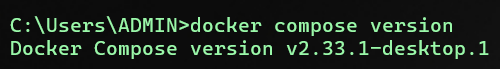 C:\Users\ADMIN>docker compose version
Docker Compose version v2.33.1-desktop.1